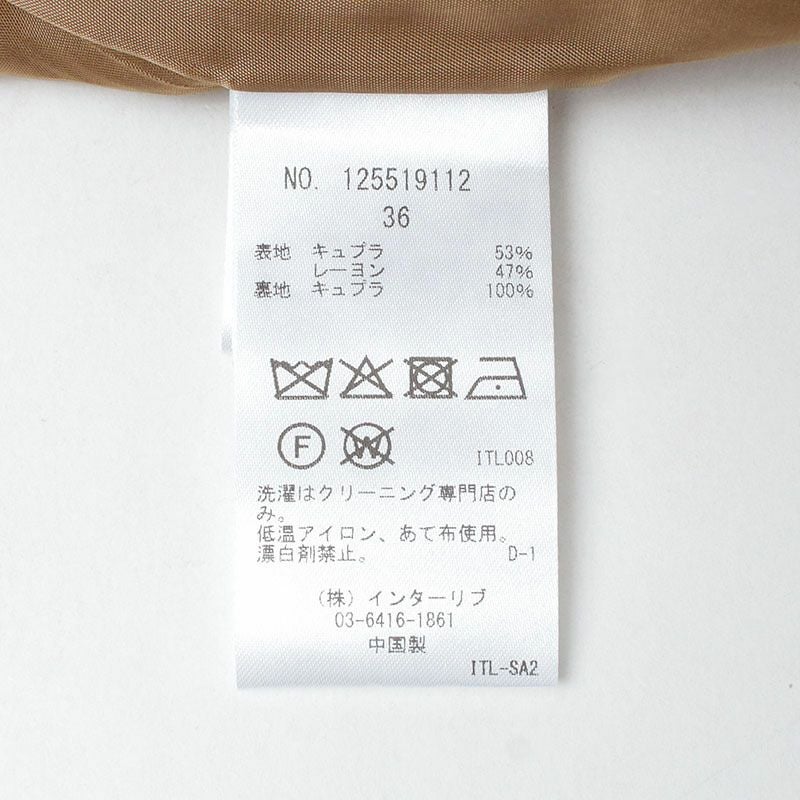 NO. 125519112
36
表地 キュプラ 53%
レーヨン 47%
裏地 キュプラ 100%
F W
ITL008
洗濯はクリーニング専門店の
み。
低温アイロン、あて布使用。
漂白剤禁止。 D-1
(株)インターリブ
03-6416-1861
中国製
ITL-SA2